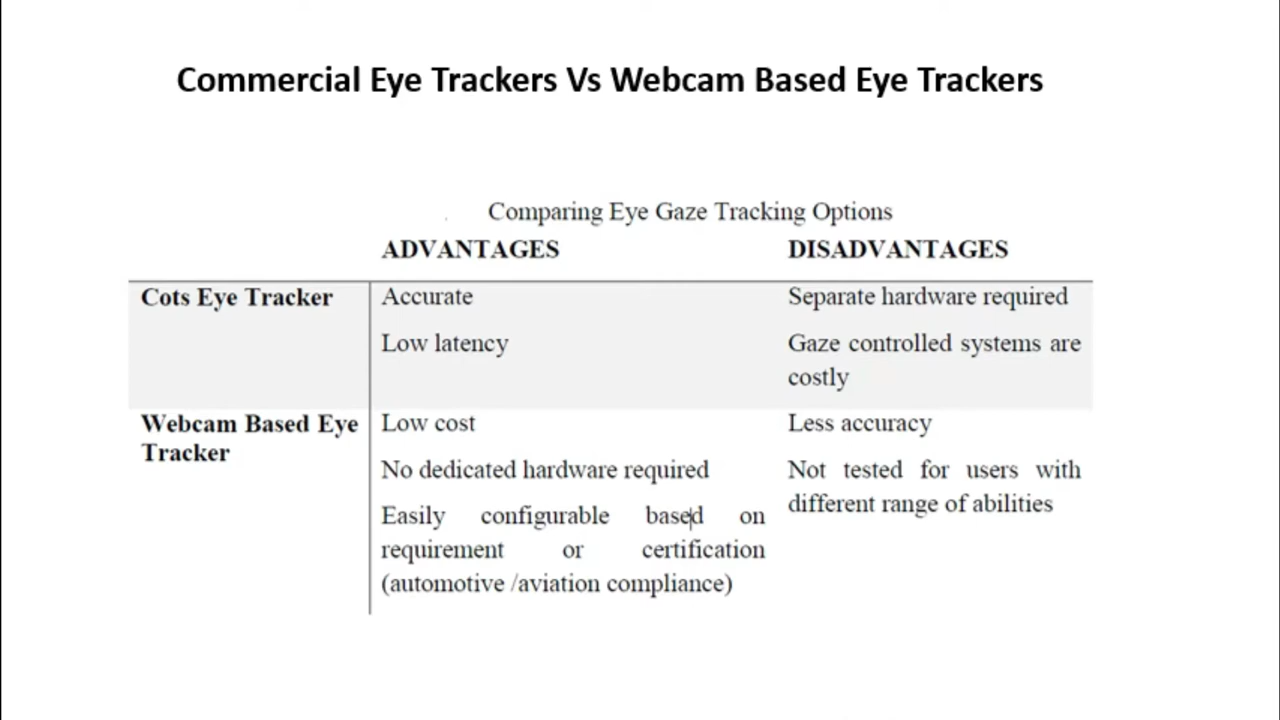 Commercial Eye Trackers Vs Webcam Based Eye Trackers
Comparing Eye Gaze Tracking Options
ADVANTAGES DISADVANTAGES
Cots Eye Tracker Accurate Separate hardware required
Low latency Gaze controlled systems are
costly
Webcam Based Eye Low cost Less accuracy
Tracker
No dedicated hardware required Not tested for users with
different range of abilities
Easily configurable based on
requirement or certification
(automotive /aviation compliance)